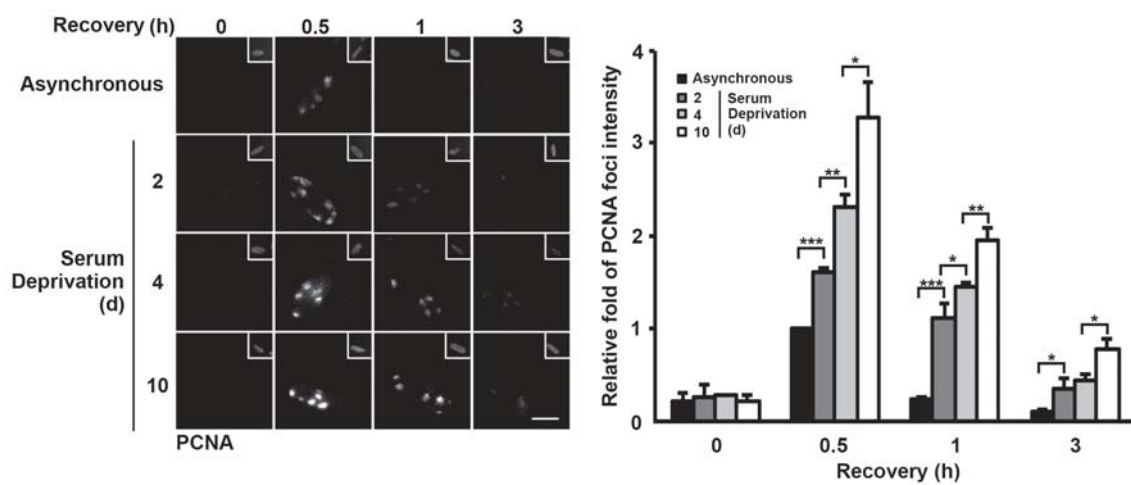 Recovery (h) 0 0.5 1 3
Asynchronous
2
Serum
Deprivation 4
(d)
10
PCNA
Relative fold of PCNA foci intensity
4
3
2
1
0
Asynchronous
2 Serum
4 Deprivation
10 (d)
*
**
***
**
*
***
*
*
0 0.5 1 3
Recovery (h)